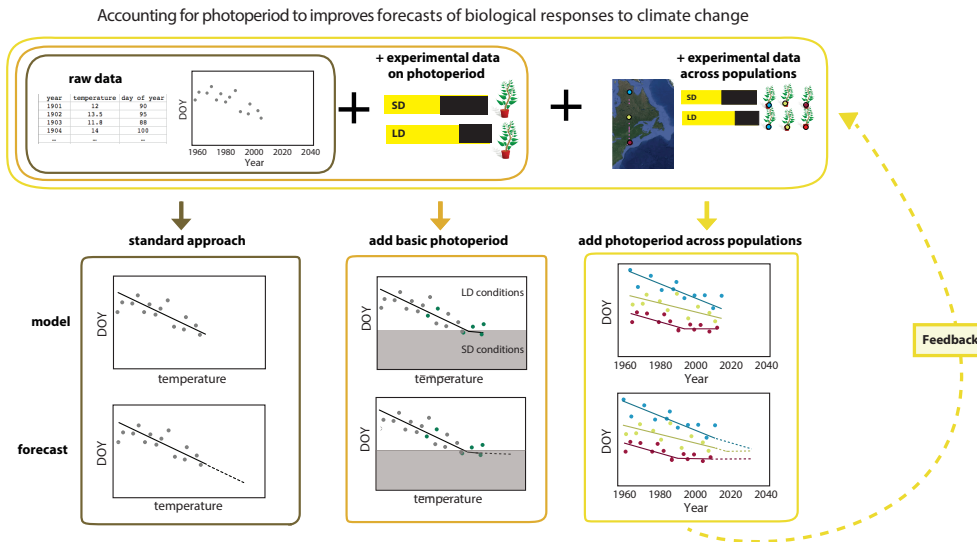 Accounting for photoperiod to improves forecasts of biological responses to climate change
raw data
year temperature day of year
1901 12 90
1902 13.5 95
1903 11.8 88
1904 14 100
… … …
DOY
1960 1980 2000 2020 2040
Year
+
+ experimental data
on photoperiod
SD
LD
+
+ experimental data
across populations
SD
LD
standard approach
add basic photoperiod
add photoperiod across populations
model
DOY
temperature
DOY
LD conditions
SD conditions
temperature
DOY
1960 1980 2000 2020 2040
Year
Feedback
forecast
DOY
temperature
DOY
temperature
DOY
1960 1980 2000 2020 2040
Year